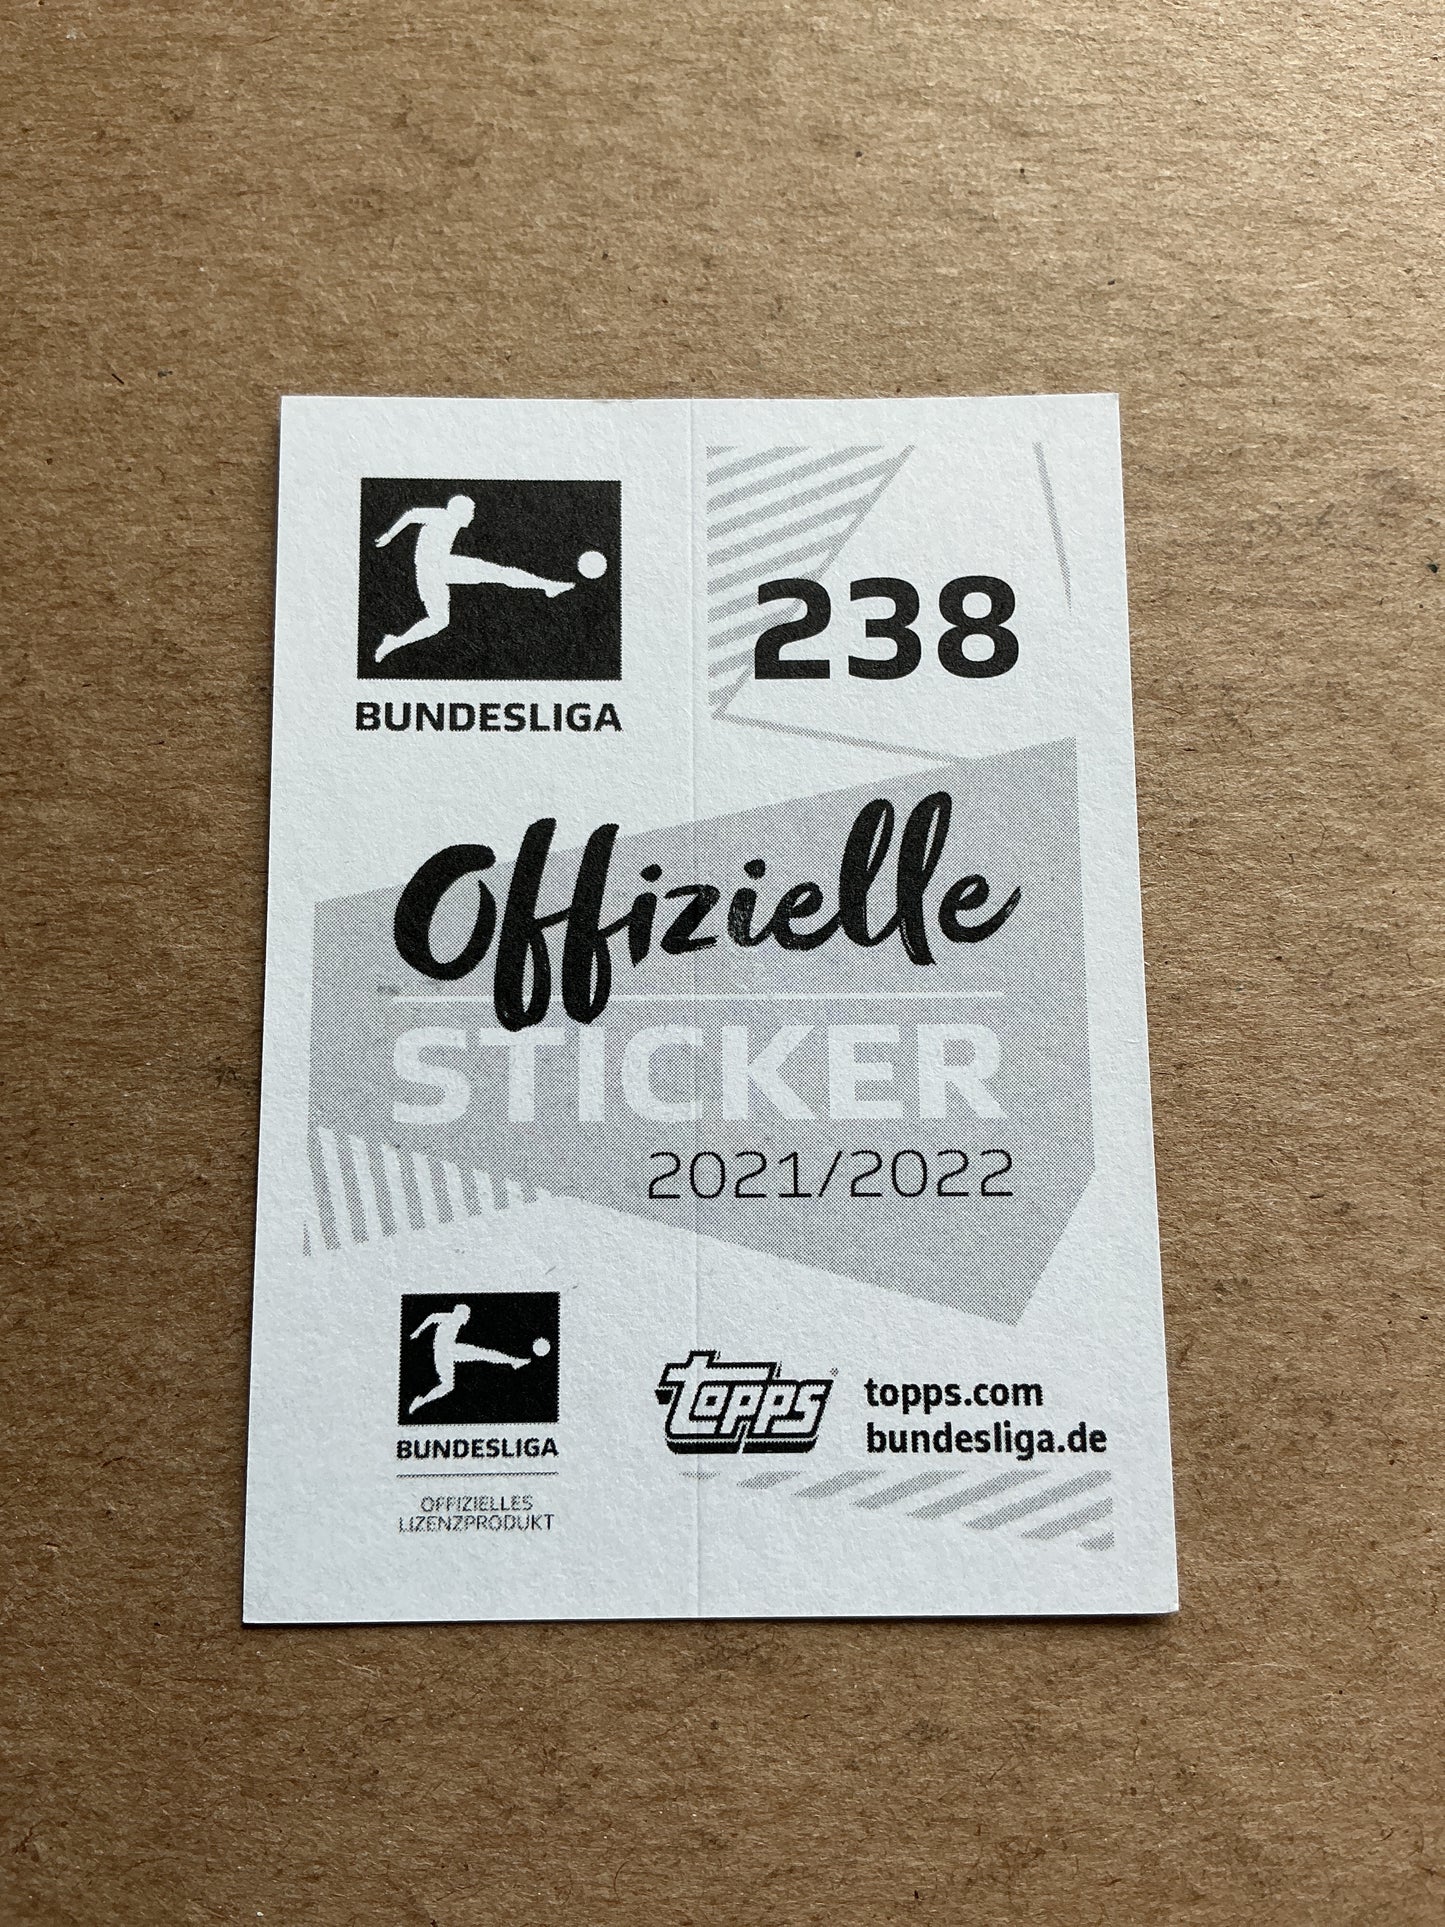 BUNDESLIGA
238
Offizielle
STICKER
2021/2022
BUNDESLIGA
OFFIZIELLES
LIZENZPRODUKT
topps
topps.com
bundesliga.de